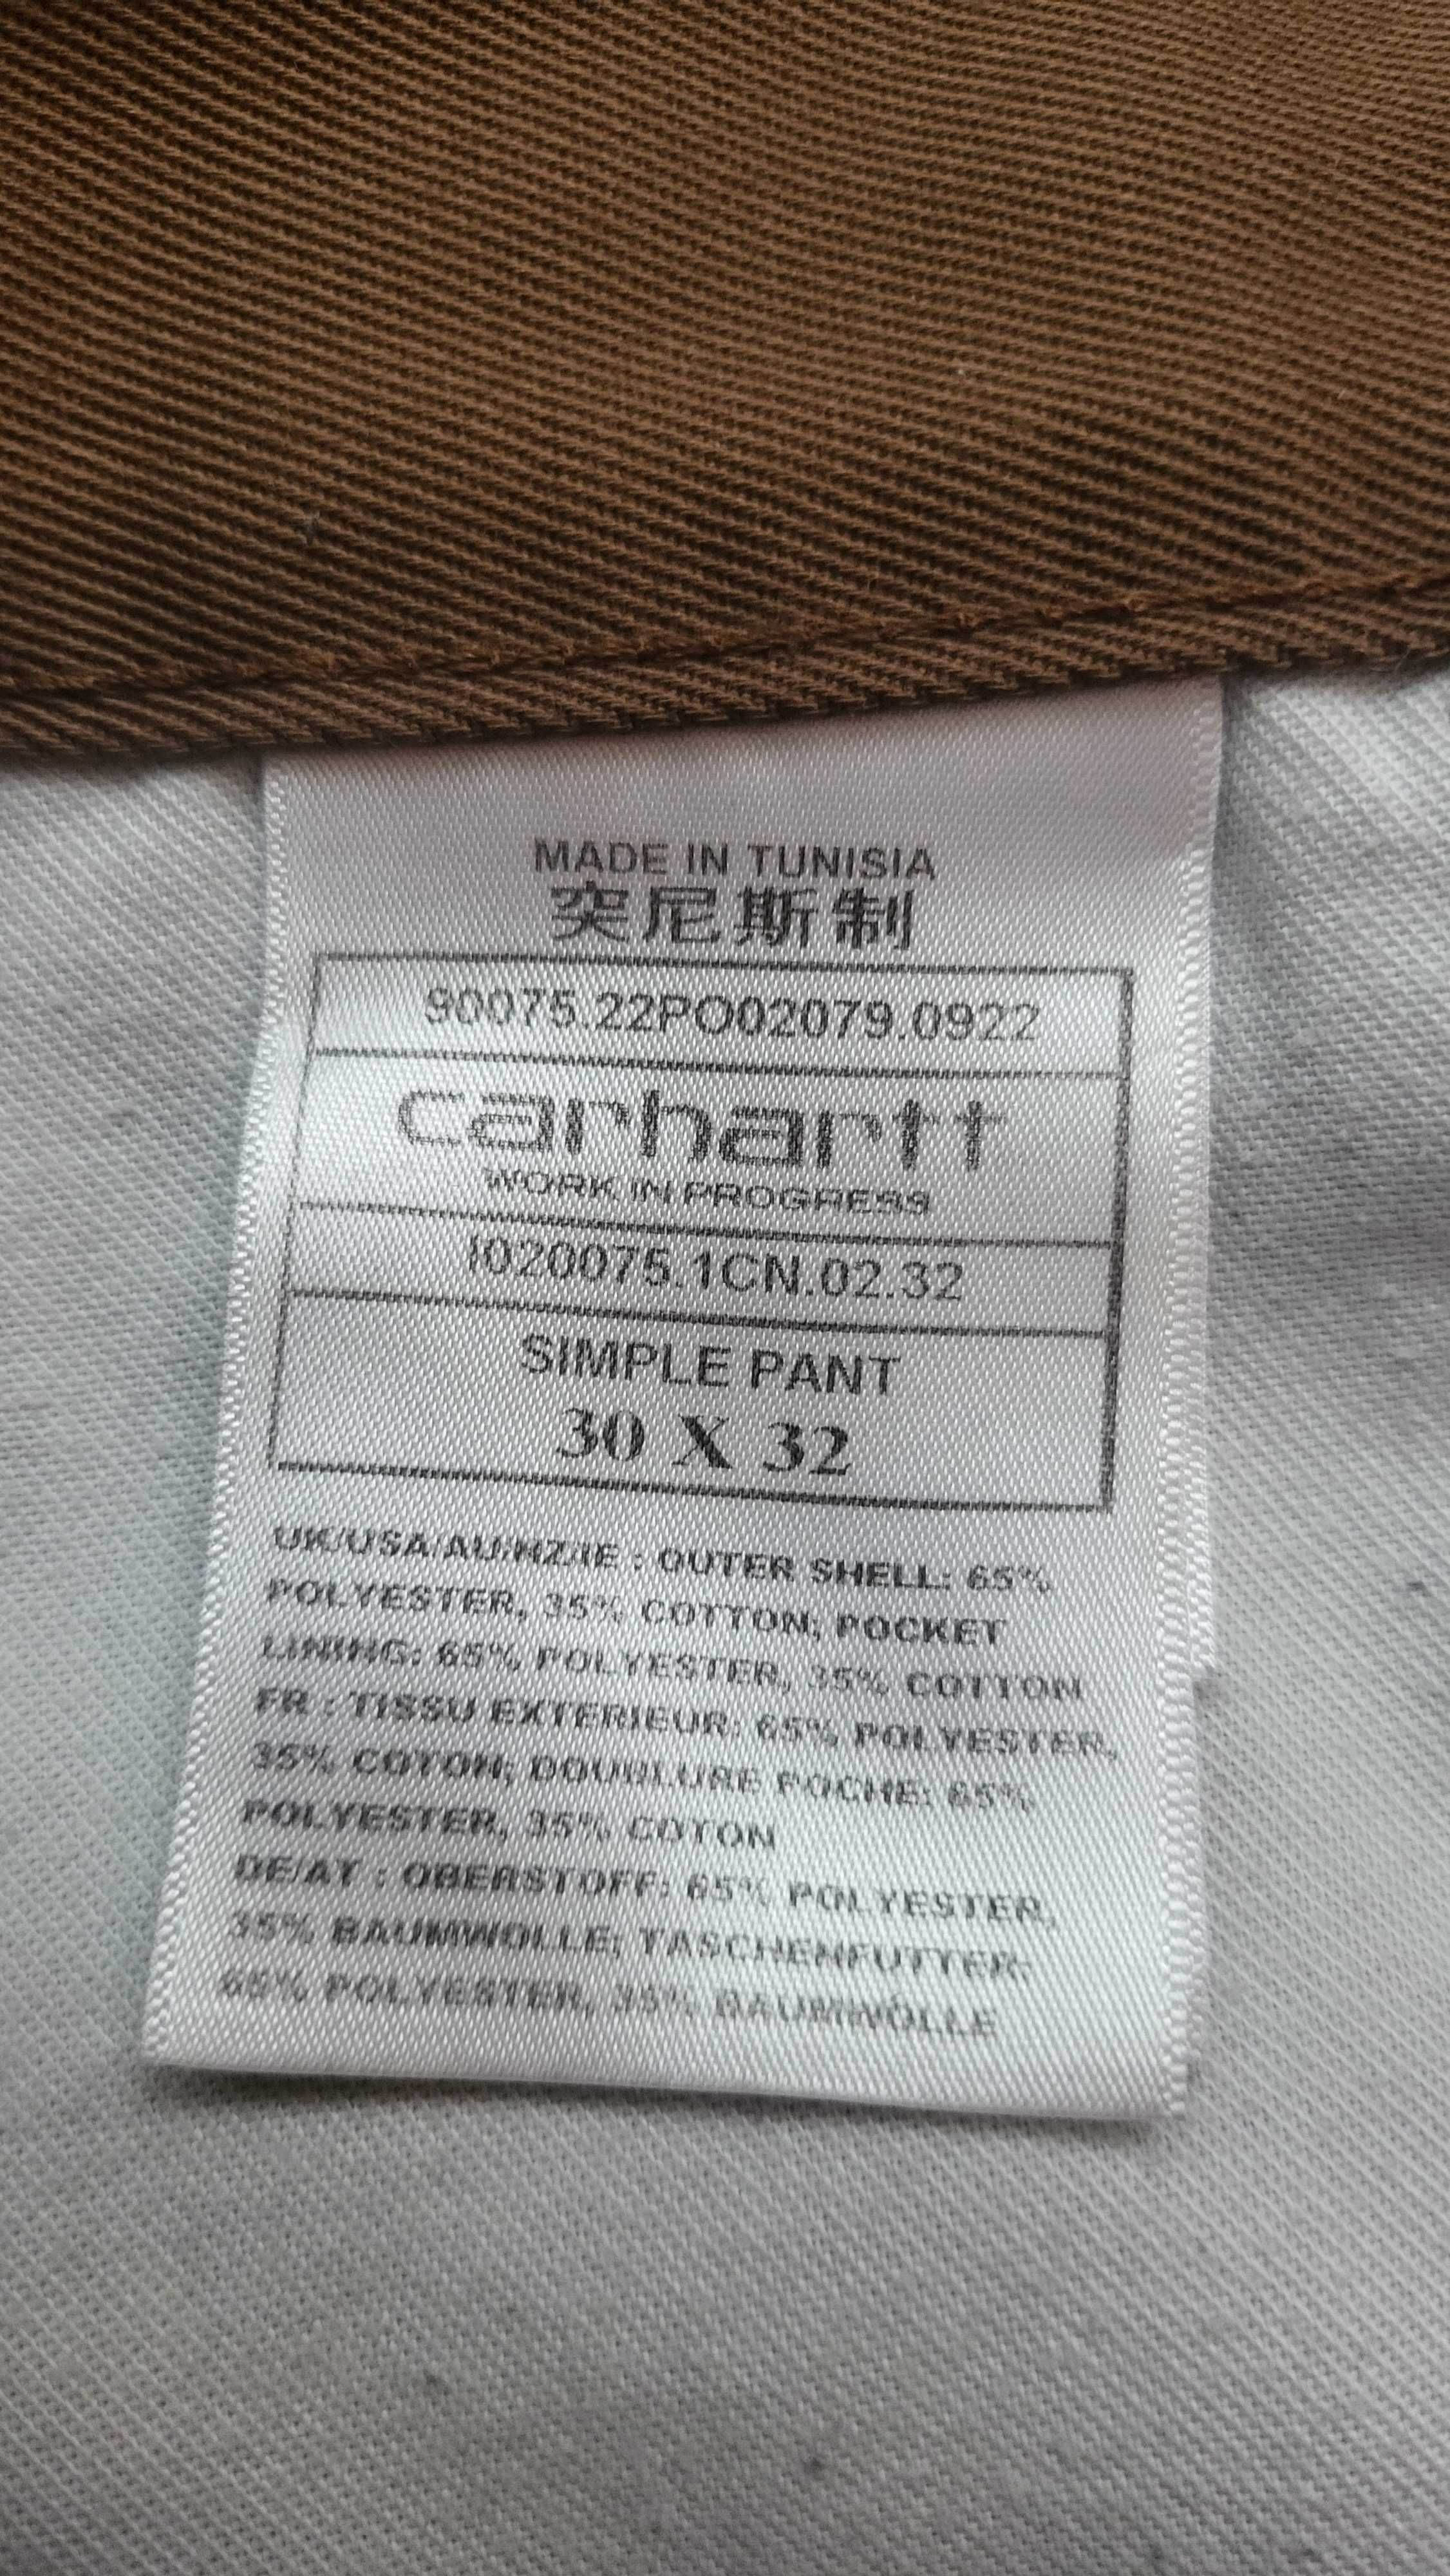 MADE IN TUNISIA
突尼斯制
90075.22PO02079.0922
carhartt
WORK IN PROGRESS
I020075.1CN.02.32
SIMPLE PANT
30 X 32
UK/USA/AU/NZ/IE : OUTER SHELL: 65%
POLYESTER, 35% COTTON; POCKET
LINING: 65% POLYESTER, 35% COTTON
FR : TISSU EXTERIEUR: 65% POLYESTER,
35% COTON; DOUBLURE POCHE: 65%
POLYESTER, 35% COTON
DE/AT : OBERSTOFF: 65% POLYESTER,
35% BAUMWOLLE; TASCHENFUTTER:
65% POLYESTER, 35% BAUMWOLLE